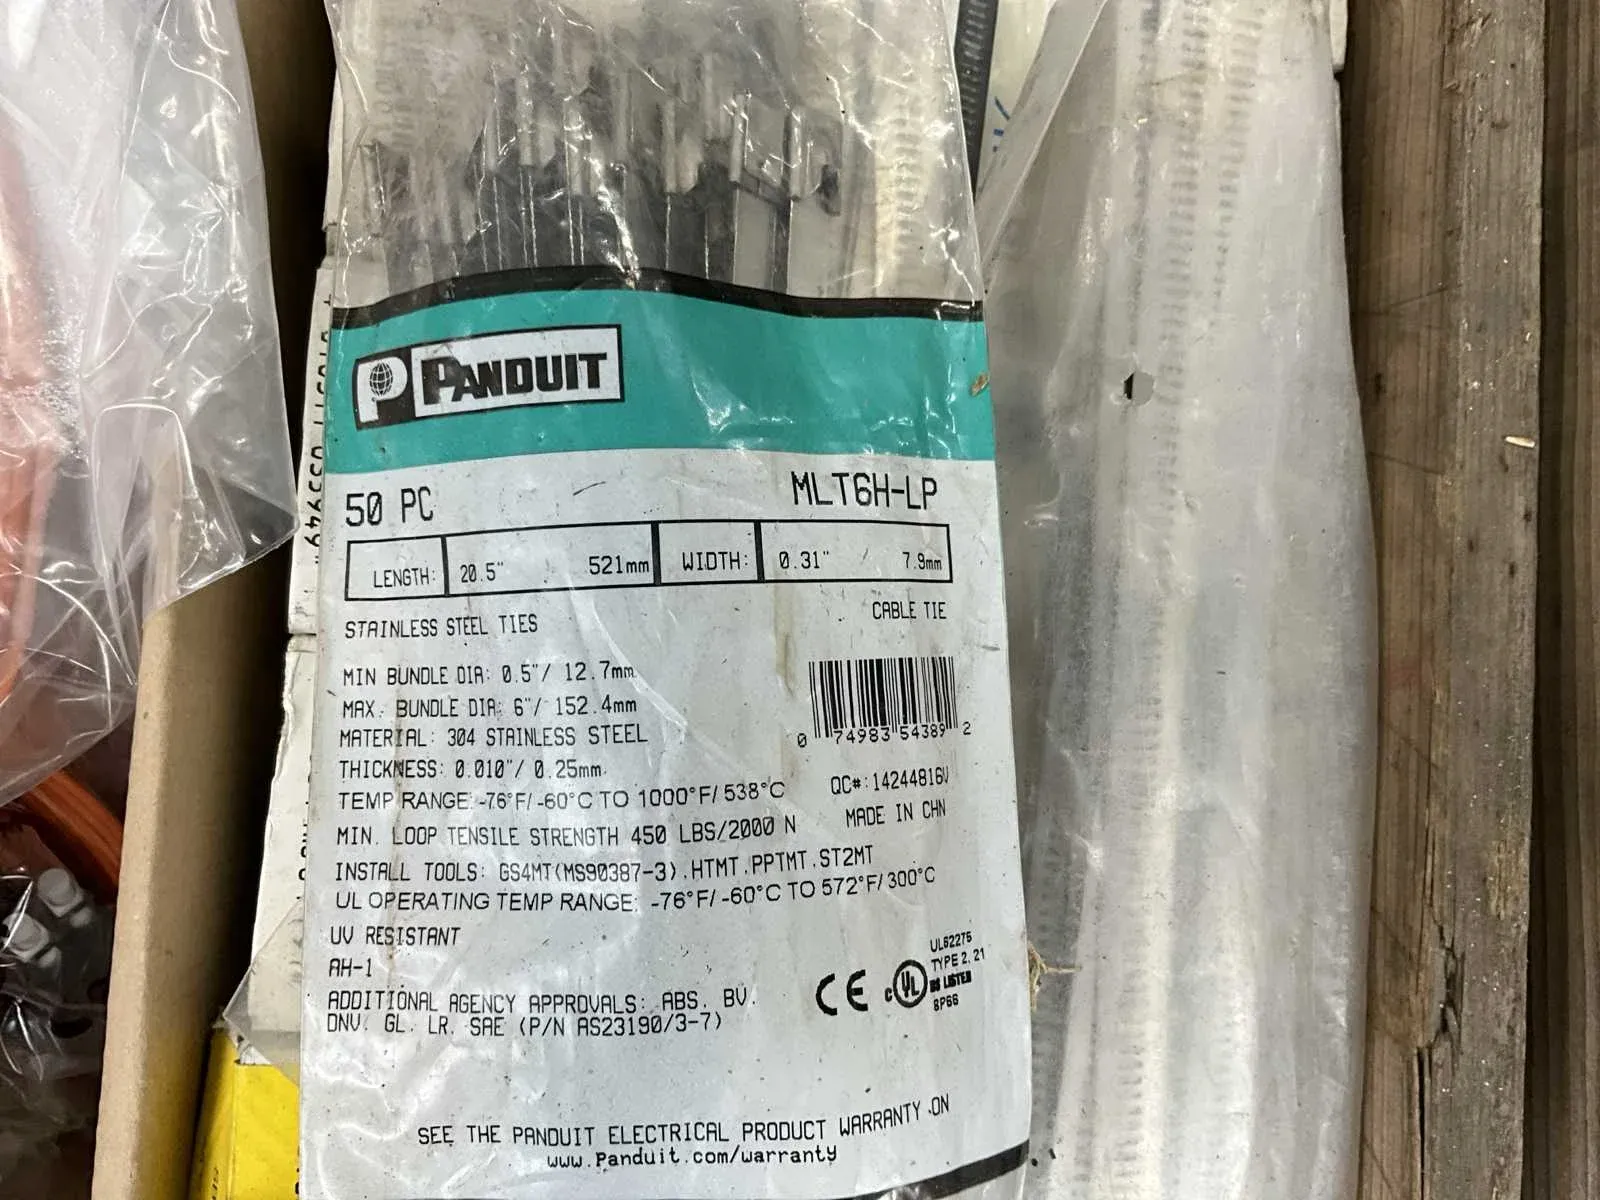 PANDUIT
50 PC MLT6H-LP
LENGTH: 20.5" 521mm WIDTH: 0.31" 7.9mm
STAINLESS STEEL TIES CABLE TIE
MIN BUNDLE DIA: 0.5"/ 12.7mm
MAX. BUNDLE DIA: 6"/ 152.4mm
MATERIAL: 304 STAINLESS STEEL
0 74983 54389 2
THICKNESS: 0.010"/ 0.25mm
TEMP RANGE: -76°F/ -60°C TO 1000°F/ 538°C
QC#:14244816V
MIN. LOOP TENSILE STRENGTH 450 LBS/2000 N
MADE IN CHN
INSTALL TOOLS: GS4MT(MS90387-3).HTMT.PPTMT.ST2MT
UL OPERATING TEMP RANGE: -76°F/ -60°C TO 572°F/ 300°C
UV RESISTANT
AH-1
ADDITIONAL AGENCY APPROVALS: ABS. BV.
DNV. GL. LR. SAE (P/N AS23190/3-7)
CE
c UL
UL62275
TYPE 2, 21
LISTED
8P66
SEE THE PANDUIT ELECTRICAL PRODUCT WARRANTY ON
www.Panduit.com/warranty